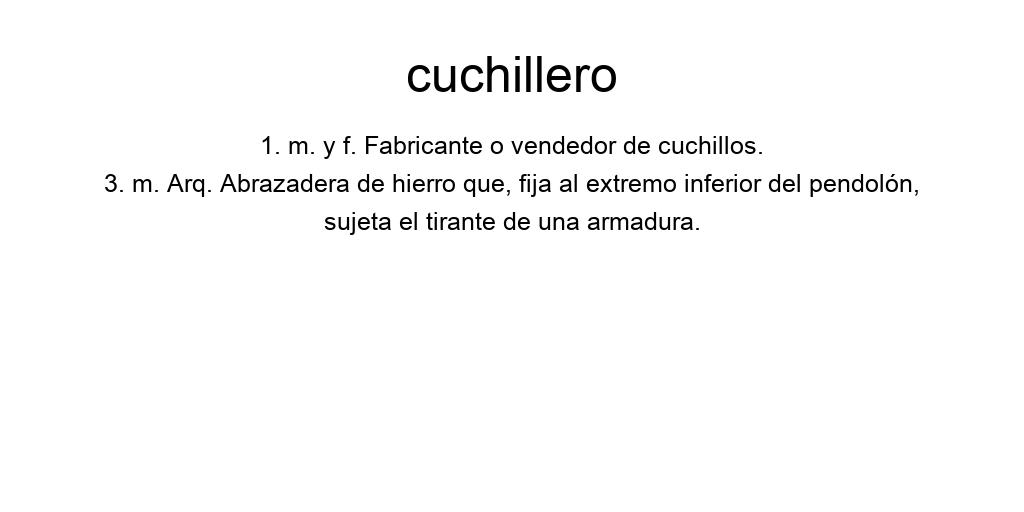 cuchillero
1. m. y f. Fabricante o vendedor de cuchillos.
3. m. Arq. Abrazadera de hierro que, fija al extremo inferior del pendolón,
sujeta el tirante de una armadura.